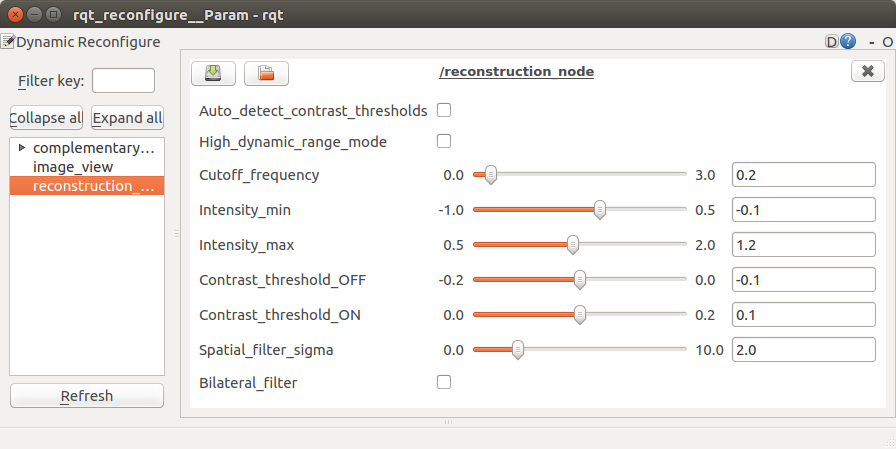 rqt_reconfigure__Param - rqt
Dynamic Reconfigure D ? - O
Filter key:
Collapse all Expand all
complementary...
image_view
reconstruction_...
Refresh
/reconstruction_node
Auto_detect_contrast_thresholds
High_dynamic_range_mode
Cutoff_frequency 0.0 3.0 0.2
Intensity_min -1.0 0.5 -0.1
Intensity_max 0.5 2.0 1.2
Contrast_threshold_OFF -0.2 0.0 -0.1
Contrast_threshold_ON 0.0 0.2 0.1
Spatial_filter_sigma 0.0 10.0 2.0
Bilateral_filter